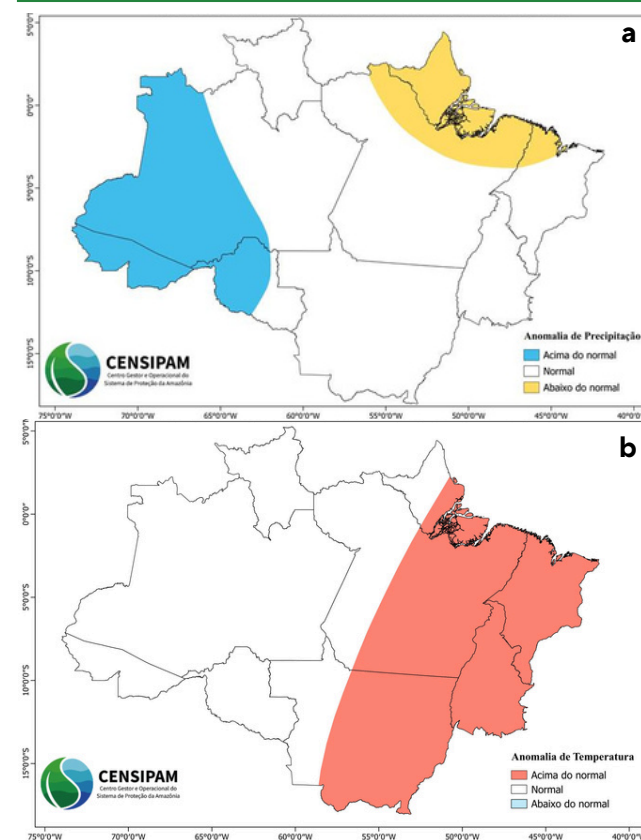 a
5°0'0"N
0°0'0"
5°0'0"S
10°0'0"S
15°0'0"S
Anomalia de Precipitação
Acima do normal
Normal
Abaixo do normal
CENSIPAM
Centro Gestor e Operacional do
Sistema de Proteção da Amazônia
75°0'0"W 70°0'0"W 65°0'0"W 60°0'0"W 55°0'0"W 50°0'0"W 45°0'0"W 40°0'0"W
b
5°0'0"N
0°0'0"
5°0'0"S
10°0'0"S
15°0'0"S
Anomalia de Temperatura
Acima do normal
Normal
Abaixo do normal
CENSIPAM
Centro Gestor e Operacional do
Sistema de Proteção da Amazônia
75°0'0"W 70°0'0"W 65°0'0"W 60°0'0"W 55°0'0"W 50°0'0"W 45°0'0"W 40°0'0"W